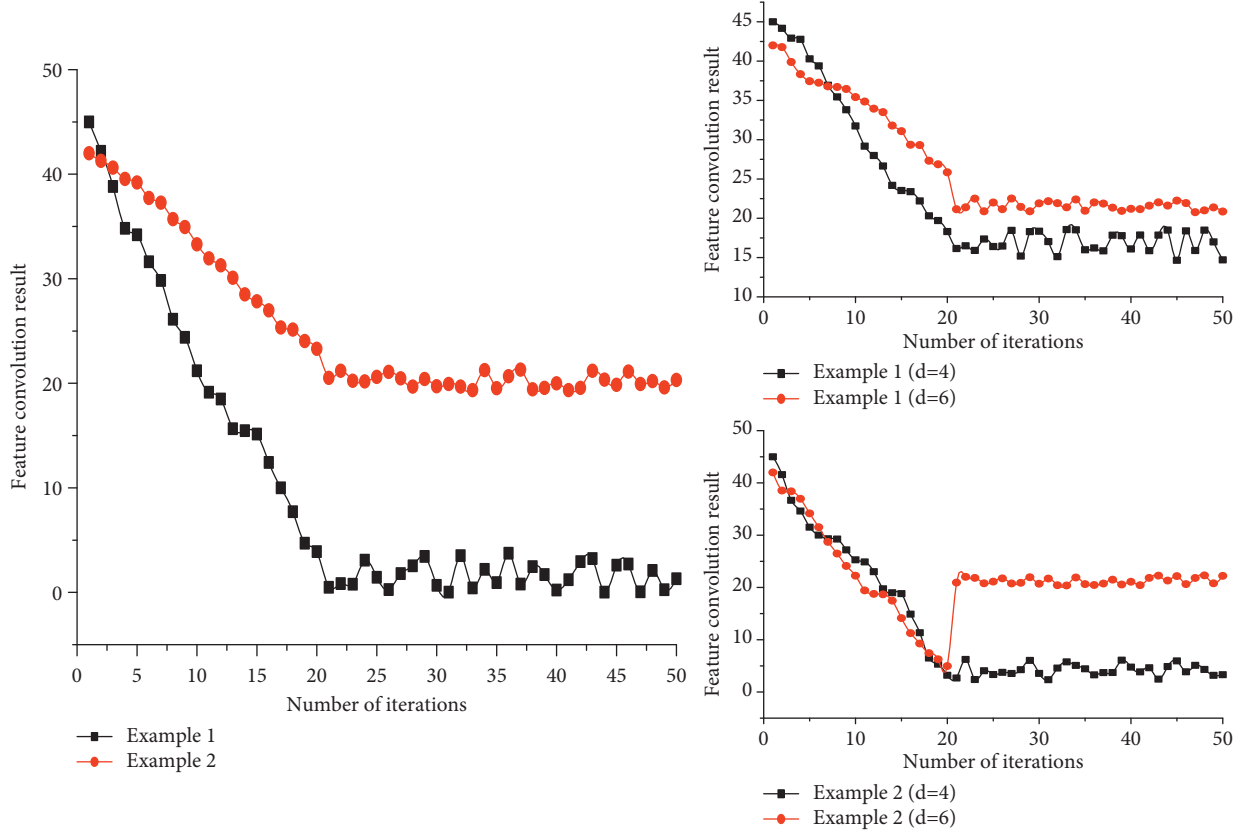 50
40
30
20
10
0
Feature convolution result
0 5 10 15 20 25 30 35 40 45 50
Number of iterations
Example 1
Example 2
45
40
35
30
25
20
15
10
Feature convolution result
0 10 20 30 40 50
Number of iterations
Example 1 (d=4)
Example 1 (d=6)
50
40
30
20
10
0
Feature convolution result
0 10 20 30 40 50
Number of iterations
Example 2 (d=4)
Example 2 (d=6)